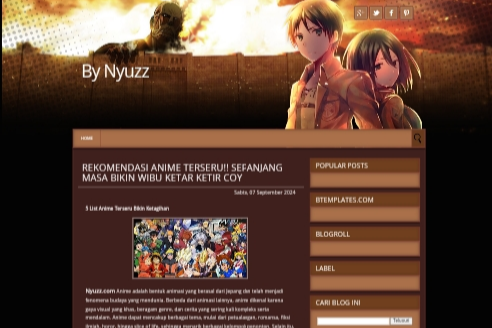 By Nyuzz
HOME
REKOMENDASI ANIME TERSERU!! SEPANJANG
MASA BIKIN WIBU KETAR KETIR COY
Sabtu, 07 September 2024
5 List Anime Terseru Bikin Ketagihan
Nyuzz.com Anime adalah bentuk animasi yang berasal dari Jepang dan telah menjadi
fenomena budaya yang mendunia. Berbeda dari animasi lainnya, anime dikenal karena
gaya visual yang khas, beragam genre, dan cerita yang sering kali kompleks serta
mendalam. Anime dapat mencakup berbagai tema, mulai dari petualangan, romansa, fiksi
ilmiah, horor, hingga slice of life, sehingga menarik berbagai kelompok penonton. Selain itu,
POPULAR POSTS
BTEMPLATES.COM
BLOGROLL
LABEL
CARI BLOG INI
Telusuri